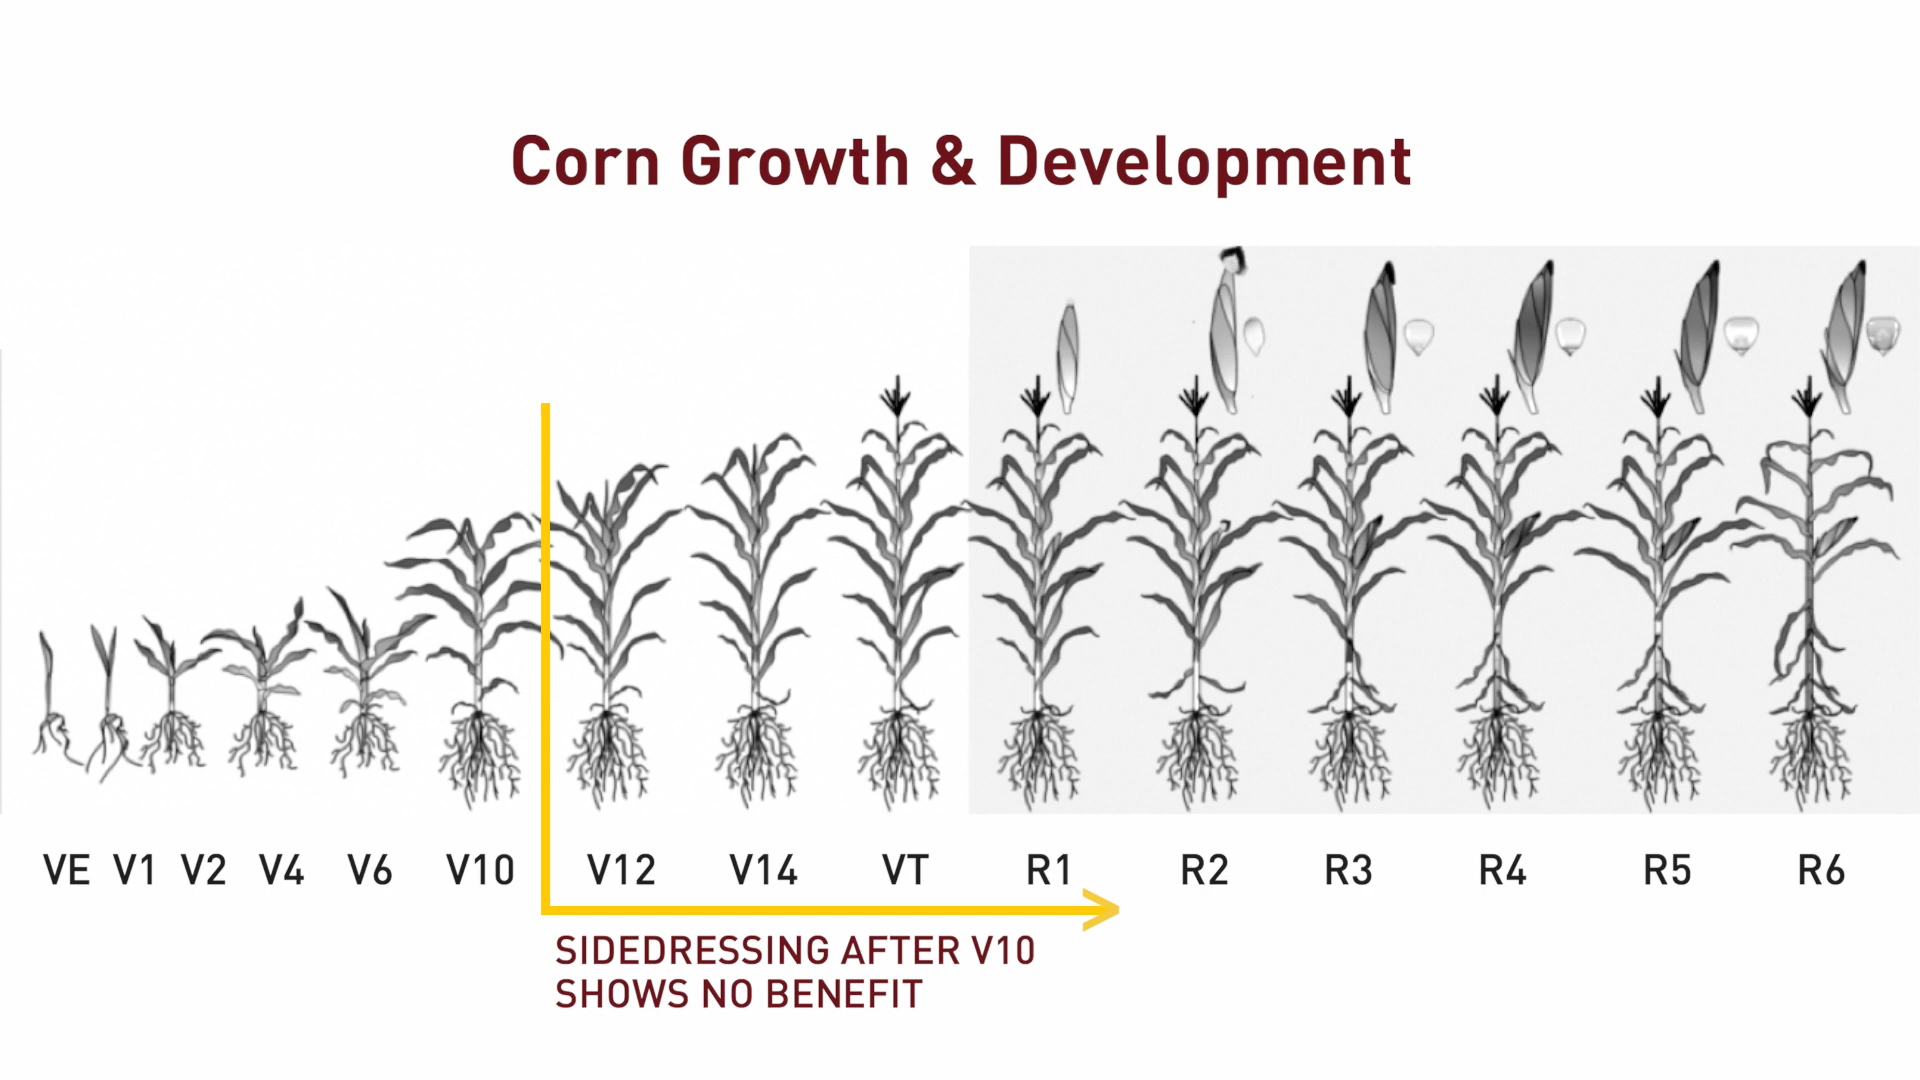 Corn Growth & Development
VE V1 V2 V4 V6 V10 V12 V14 VT R1 R2 R3 R4 R5 R6
SIDEDRESSING AFTER V10
SHOWS NO BENEFIT